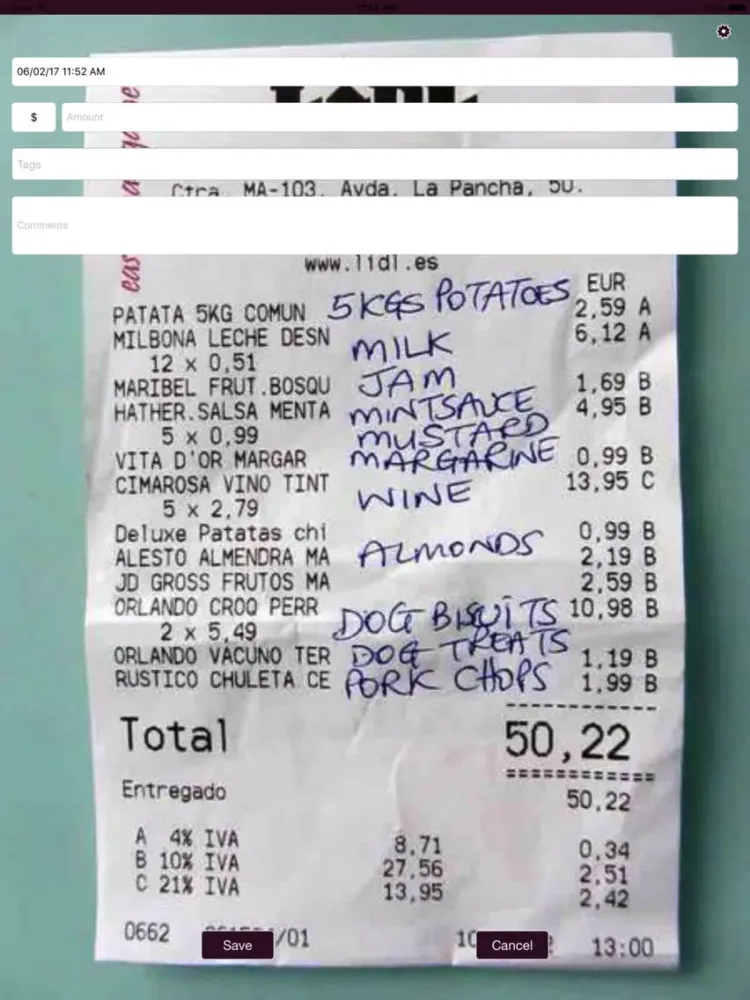 06/02/17 11:52 AM
$ Amount
Tags
Ctra. MA-103. Avda. La Pancha, 50.
Comments
www.lidl.es
EUR
PATATA 5KG COMUN 5KGS POTATOES 2,59 A
MILBONA LECHE DESN MILK 6,12 A
12 x 0,51
MARIBEL FRUT.BOSQU JAM 1,69 B
HATHER.SALSA MENTA MINTSAUCE 4,95 B
5 x 0,99 MUSTARD
VITA D'OR MARGAR MARGARINE 0,99 B
CIMAROSA VINO TINT WINE 13,95 C
5 x 2,79
Deluxe Patatas chi 0,99 B
ALESTO ALMENDRA MA ALMONDS 2,19 B
JD GROSS FRUTOS MA 2,59 B
ORLANDO CROQ PERR DOG BISUITS 10,98 B
2 x 5,49
ORLANDO VACUNO TER DOG TREATS 1,19 B
RUSTICO CHULETA CE PORK CHOPS 1,99 B
Total 50,22
Entregado 50,22
A 4% IVA 8,71 0,34
B 10% IVA 27,56 2,51
C 21% IVA 13,95 2,42
0662 /01 13:00
Save Cancel